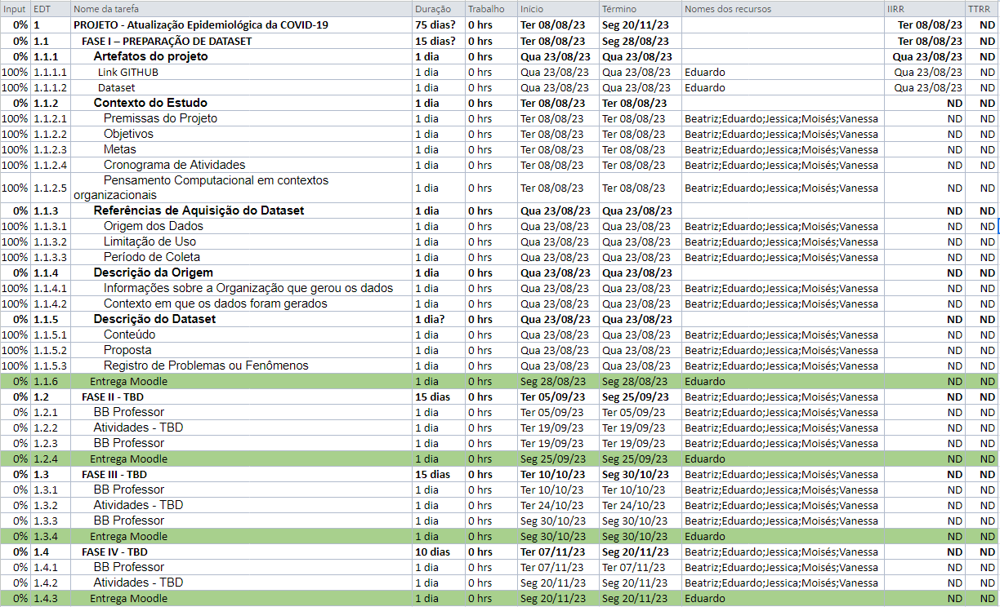 Input EDT Nome da tarefa Duração Trabalho Início Término Nomes dos recursos IIRR TTRR
0% 1 PROJETO - Atualização Epidemiológica da COVID-19 75 dias? 0 hrs Ter 08/08/23 Seg 20/11/23 Ter 08/08/23 ND
0% 1.1 FASE I – PREPARAÇÃO DE DATASET 15 dias? 0 hrs Ter 08/08/23 Seg 28/08/23 Ter 08/08/23 ND
0% 1.1.1 Artefatos do projeto 1 dia 0 hrs Qua 23/08/23 Qua 23/08/23 Qua 23/08/23 ND
100% 1.1.1.1 Link GITHUB 1 dia 0 hrs Qua 23/08/23 Qua 23/08/23 Eduardo Qua 23/08/23 ND
100% 1.1.1.2 Dataset 1 dia 0 hrs Qua 23/08/23 Qua 23/08/23 Eduardo Qua 23/08/23 ND
0% 1.1.2 Contexto do Estudo 1 dia 0 hrs Ter 08/08/23 Ter 08/08/23 ND ND
100% 1.1.2.1 Premissas do Projeto 1 dia 0 hrs Ter 08/08/23 Ter 08/08/23 Beatriz;Eduardo;Jessica;Moisés;Vanessa ND ND
100% 1.1.2.2 Objetivos 1 dia 0 hrs Ter 08/08/23 Ter 08/08/23 Beatriz;Eduardo;Jessica;Moisés;Vanessa ND ND
100% 1.1.2.3 Metas 1 dia 0 hrs Ter 08/08/23 Ter 08/08/23 Beatriz;Eduardo;Jessica;Moisés;Vanessa ND ND
100% 1.1.2.4 Cronograma de Atividades 1 dia 0 hrs Ter 08/08/23 Ter 08/08/23 Beatriz;Eduardo;Jessica;Moisés;Vanessa ND ND
Pensamento Computacional em contextos
100% 1.1.2.5 organizacionais 1 dia 0 hrs Ter 08/08/23 Ter 08/08/23 Beatriz;Eduardo;Jessica;Moisés;Vanessa ND ND
0% 1.1.3 Referências de Aquisição do Dataset 1 dia 0 hrs Qua 23/08/23 Qua 23/08/23 ND ND
100% 1.1.3.1 Origem dos Dados 1 dia 0 hrs Qua 23/08/23 Qua 23/08/23 Beatriz;Eduardo;Jessica;Moisés;Vanessa ND ND
100% 1.1.3.2 Limitação de Uso 1 dia 0 hrs Qua 23/08/23 Qua 23/08/23 Beatriz;Eduardo;Jessica;Moisés;Vanessa ND ND
100% 1.1.3.3 Período de Coleta 1 dia 0 hrs Qua 23/08/23 Qua 23/08/23 Beatriz;Eduardo;Jessica;Moisés;Vanessa ND ND
0% 1.1.4 Descrição da Origem 1 dia 0 hrs Qua 23/08/23 Qua 23/08/23 ND ND
100% 1.1.4.1 Informações sobre a Organização que gerou os dados 1 dia 0 hrs Qua 23/08/23 Qua 23/08/23 Beatriz;Eduardo;Jessica;Moisés;Vanessa ND ND
100% 1.1.4.2 Contexto em que os dados foram gerados 1 dia 0 hrs Qua 23/08/23 Qua 23/08/23 Beatriz;Eduardo;Jessica;Moisés;Vanessa ND ND
0% 1.1.5 Descrição do Dataset 1 dia? 0 hrs Qua 23/08/23 Qua 23/08/23 ND ND
100% 1.1.5.1 Conteúdo 1 dia 0 hrs Qua 23/08/23 Qua 23/08/23 Beatriz;Eduardo;Jessica;Moisés;Vanessa ND ND
100% 1.1.5.2 Proposta 1 dia 0 hrs Qua 23/08/23 Qua 23/08/23 Beatriz;Eduardo;Jessica;Moisés;Vanessa ND ND
100% 1.1.5.3 Registro de Problemas ou Fenômenos 1 dia 0 hrs Qua 23/08/23 Qua 23/08/23 Beatriz;Eduardo;Jessica;Moisés;Vanessa ND ND
0% 1.1.6 Entrega Moodle 1 dia 0 hrs Seg 28/08/23 Seg 28/08/23 Eduardo ND ND
0% 1.2 FASE II - TBD 15 dias 0 hrs Ter 05/09/23 Seg 25/09/23 Beatriz;Eduardo;Jessica;Moisés;Vanessa ND ND
0% 1.2.1 BB Professor 1 dia 0 hrs Ter 05/09/23 Ter 05/09/23 Beatriz;Eduardo;Jessica;Moisés;Vanessa ND ND
0% 1.2.2 Atividades - TBD 1 dia 0 hrs Ter 19/09/23 Ter 19/09/23 Beatriz;Eduardo;Jessica;Moisés;Vanessa ND ND
0% 1.2.3 BB Professor 1 dia 0 hrs Ter 19/09/23 Ter 19/09/23 Beatriz;Eduardo;Jessica;Moisés;Vanessa ND ND
0% 1.2.4 Entrega Moodle 1 dia 0 hrs Seg 25/09/23 Seg 25/09/23 Eduardo ND ND
0% 1.3 FASE III - TBD 15 dias 0 hrs Ter 10/10/23 Seg 30/10/23 Beatriz;Eduardo;Jessica;Moisés;Vanessa ND ND
0% 1.3.1 BB Professor 1 dia 0 hrs Ter 10/10/23 Ter 10/10/23 Beatriz;Eduardo;Jessica;Moisés;Vanessa ND ND
0% 1.3.2 Atividades - TBD 1 dia 0 hrs Ter 24/10/23 Ter 24/10/23 Beatriz;Eduardo;Jessica;Moisés;Vanessa ND ND
0% 1.3.3 BB Professor 1 dia 0 hrs Seg 30/10/23 Seg 30/10/23 Beatriz;Eduardo;Jessica;Moisés;Vanessa ND ND
0% 1.3.4 Entrega Moodle 1 dia 0 hrs Seg 30/10/23 Seg 30/10/23 Eduardo ND ND
0% 1.4 FASE IV - TBD 10 dias 0 hrs Ter 07/11/23 Seg 20/11/23 Beatriz;Eduardo;Jessica;Moisés;Vanessa ND ND
0% 1.4.1 BB Professor 1 dia 0 hrs Ter 07/11/23 Ter 07/11/23 Beatriz;Eduardo;Jessica;Moisés;Vanessa ND ND
0% 1.4.2 Atividades - TBD 1 dia 0 hrs Seg 20/11/23 Seg 20/11/23 Beatriz;Eduardo;Jessica;Moisés;Vanessa ND ND
0% 1.4.3 Entrega Moodle 1 dia 0 hrs Seg 20/11/23 Seg 20/11/23 Eduardo ND ND